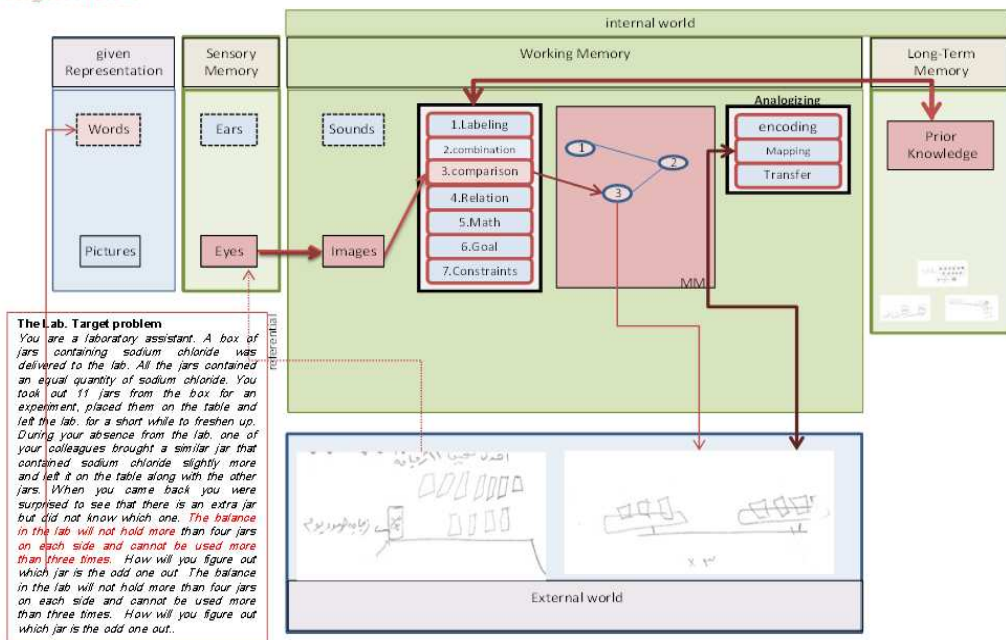 internal world
given
Representation
Sensory
Memory
Working Memory
Long-Term
Memory
Words
Ears
Sounds
Pictures
Eyes
Images
1.Labeling
2.combination
3.comparison
4.Relation
5.Math
6.Goal
7.Constraints
1
2
3
MM
Analogizing
encoding
Mapping
Transfer
Prior
Knowledge
referential
The Lab. Target problem
You are a laboratory assistant. A box of
jars containing sodium chloride was
delivered to the lab. All the jars contained
an equal quantity of sodium chloride. You
took out 11 jars from the box for an
experiment, placed them on the table and
left the lab. for a short while to freshen up.
During your absence from the lab. one of
your colleagues brought a similar jar that
contained sodium chloride slightly more
and left it on the table along with the other
jars. When you came back you were
surprised to see that there is an extra jar
but did not know which one. The balance
in the lab will not hold more than four jars
on each side and cannot be used more
than three times. How will you figure out
which jar is the odd one out The balance
in the lab will not hold more than four jars
on each side and cannot be used more
than three times. How will you figure out
which jar is the odd one out..
External world